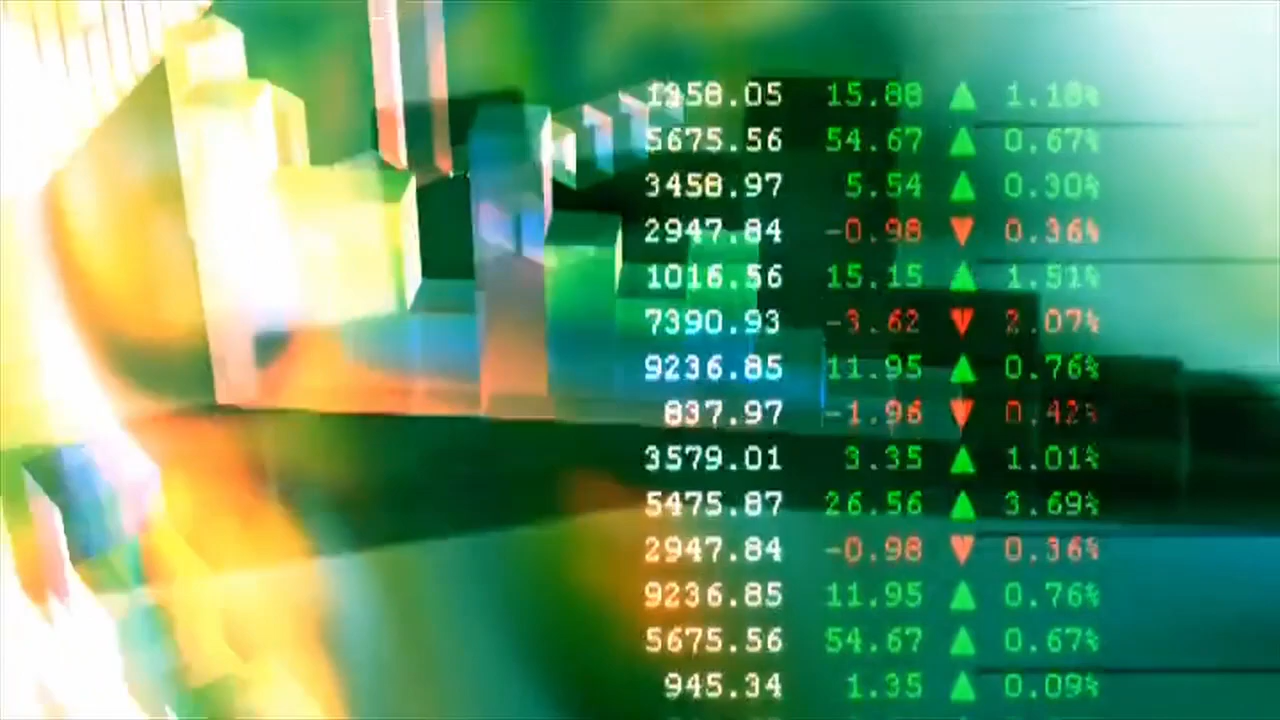 1358.05 15.88 ▲ 1.18%
5675.56 54.67 ▲ 0.67%
3458.97 5.54 ▲ 0.30%
2947.84 -0.98 ▼ 0.36%
1016.56 15.15 ▲ 1.51%
7390.93 -3.62 ▼ 2.07%
9236.85 11.95 ▲ 0.76%
837.97 -1.96 ▼ 0.42%
3579.01 3.35 ▲ 1.01%
5475.87 26.56 ▲ 3.69%
2947.84 -0.98 ▼ 0.36%
9236.85 11.95 ▲ 0.76%
5675.56 54.67 ▲ 0.67%
945.34 1.35 ▲ 0.09%